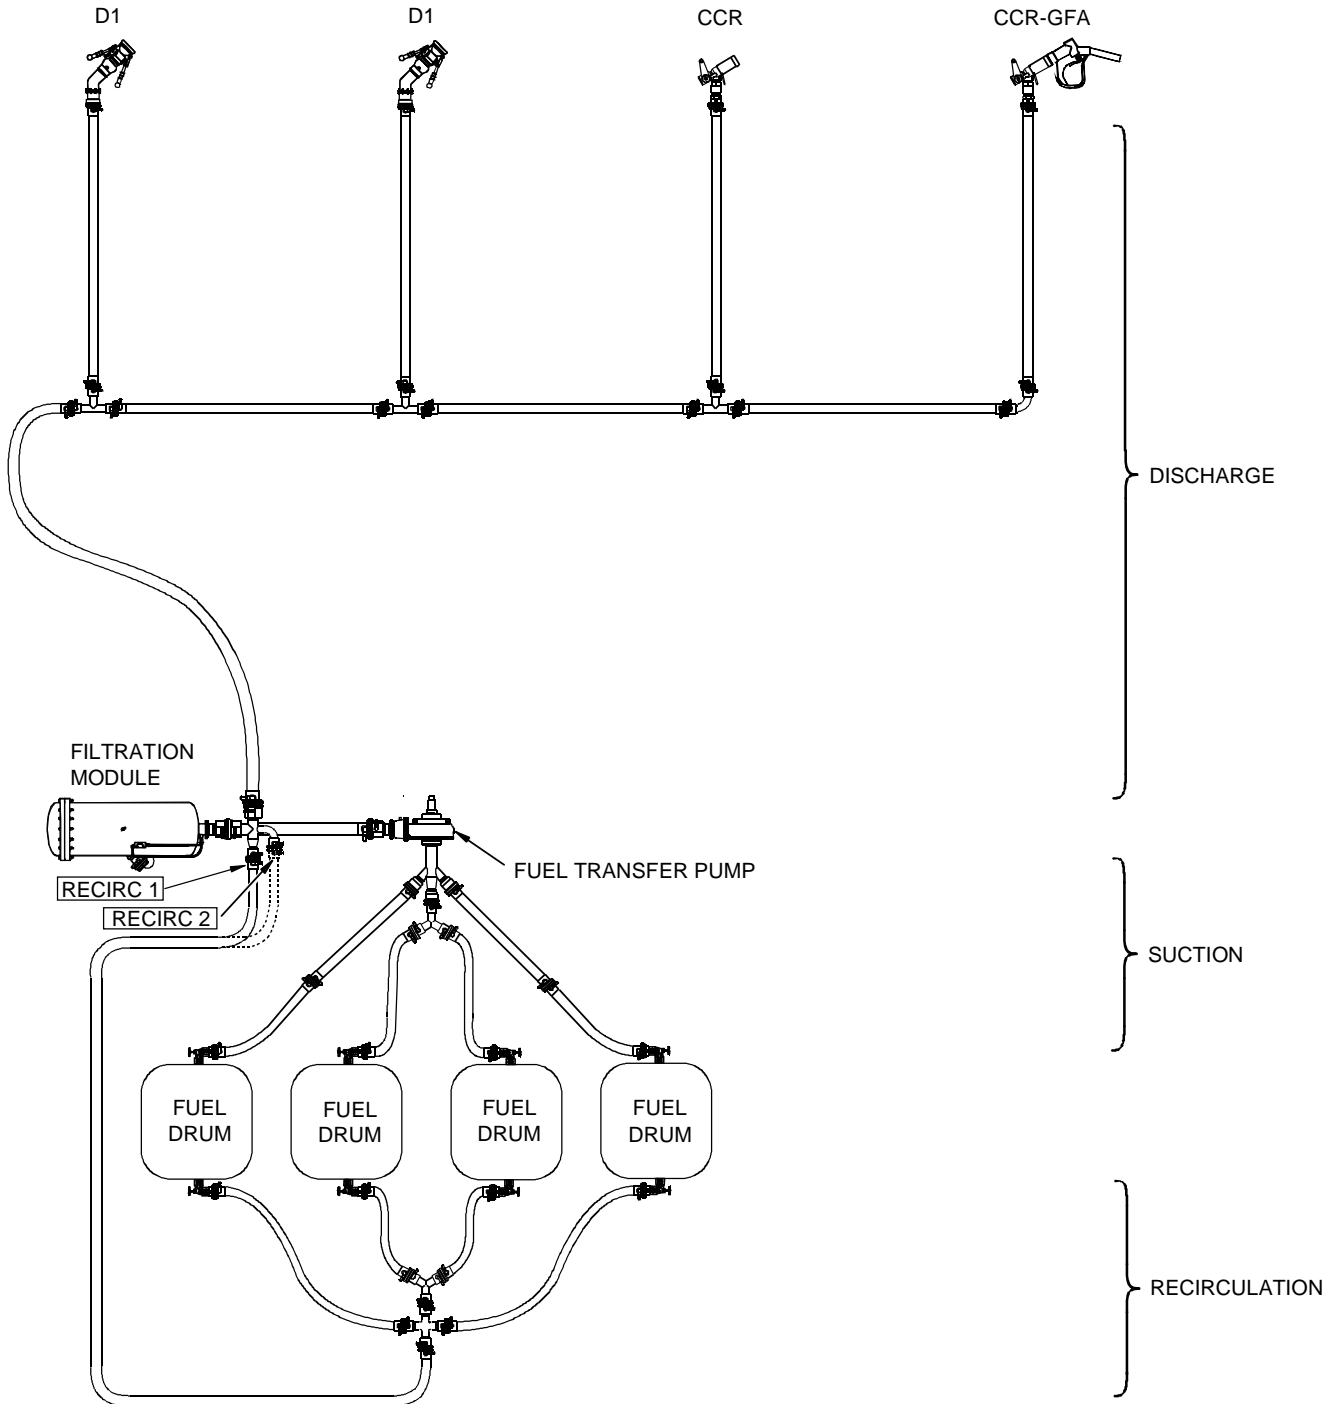 D1
D1
CCR
CCR-GFA
DISCHARGE
FILTRATION
MODULE
FUEL TRANSFER PUMP
RECIRC 1
RECIRC 2
SUCTION
FUEL
DRUM
FUEL
DRUM
FUEL
DRUM
FUEL
DRUM
RECIRCULATION